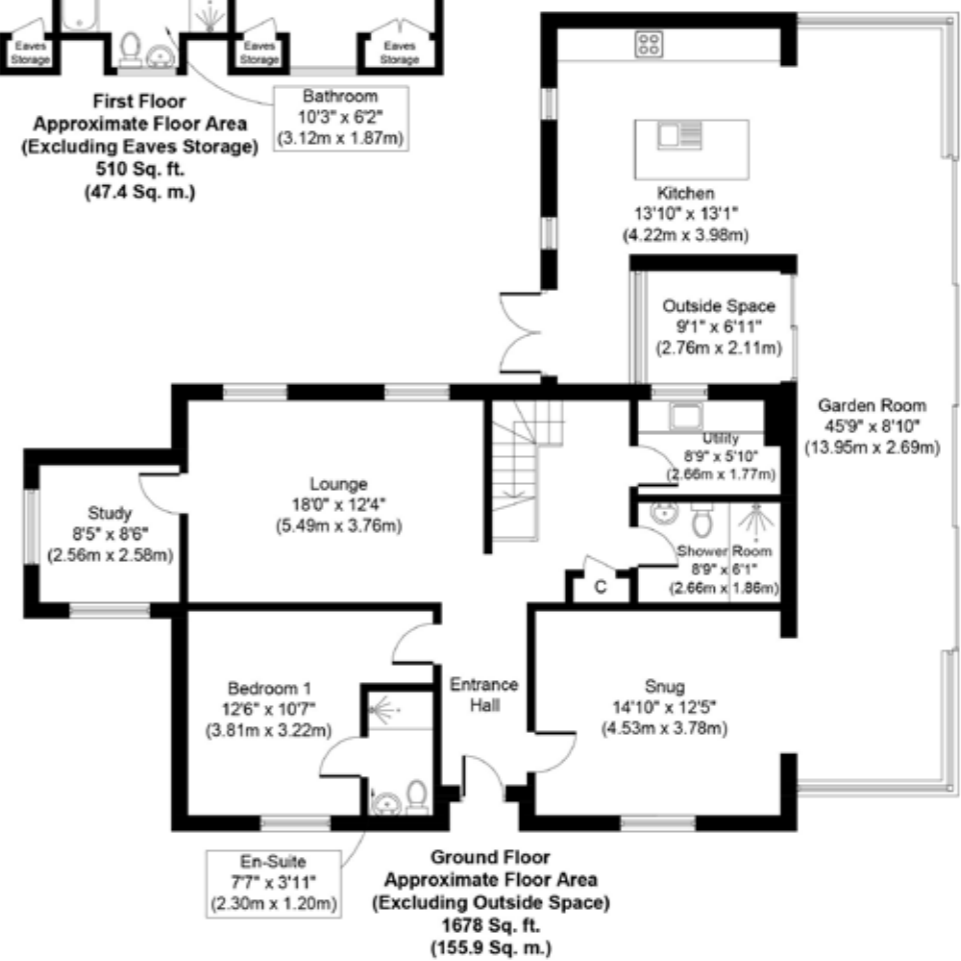 Eaves
Storage
Eaves
Storage
Eaves
Storage
First Floor
Approximate Floor Area
(Excluding Eaves Storage)
510 Sq. ft.
(47.4 Sq. m.)
Bathroom
10'3" x 6'2"
(3.12m x 1.87m)
Kitchen
13'10" x 13'1"
(4.22m x 3.98m)
Outside Space
9'1" x 6'11"
(2.76m x 2.11m)
Garden Room
45'9" x 8'10"
(13.95m x 2.69m)
Utility
8'9" x 5'10"
(2.66m x 1.77m)
Lounge
18'0" x 12'4"
(5.49m x 3.76m)
Study
8'5" x 8'6"
(2.56m x 2.58m)
Shower Room
8'9" x 6'1"
(2.66m x 1.86m)
C
Bedroom 1
12'6" x 10'7"
(3.81m x 3.22m)
Entrance
Hall
Snug
14'10" x 12'5"
(4.53m x 3.78m)
En-Suite
7'7" x 3'11"
(2.30m x 1.20m)
Ground Floor
Approximate Floor Area
(Excluding Outside Space)
1678 Sq. ft.
(155.9 Sq. m.)